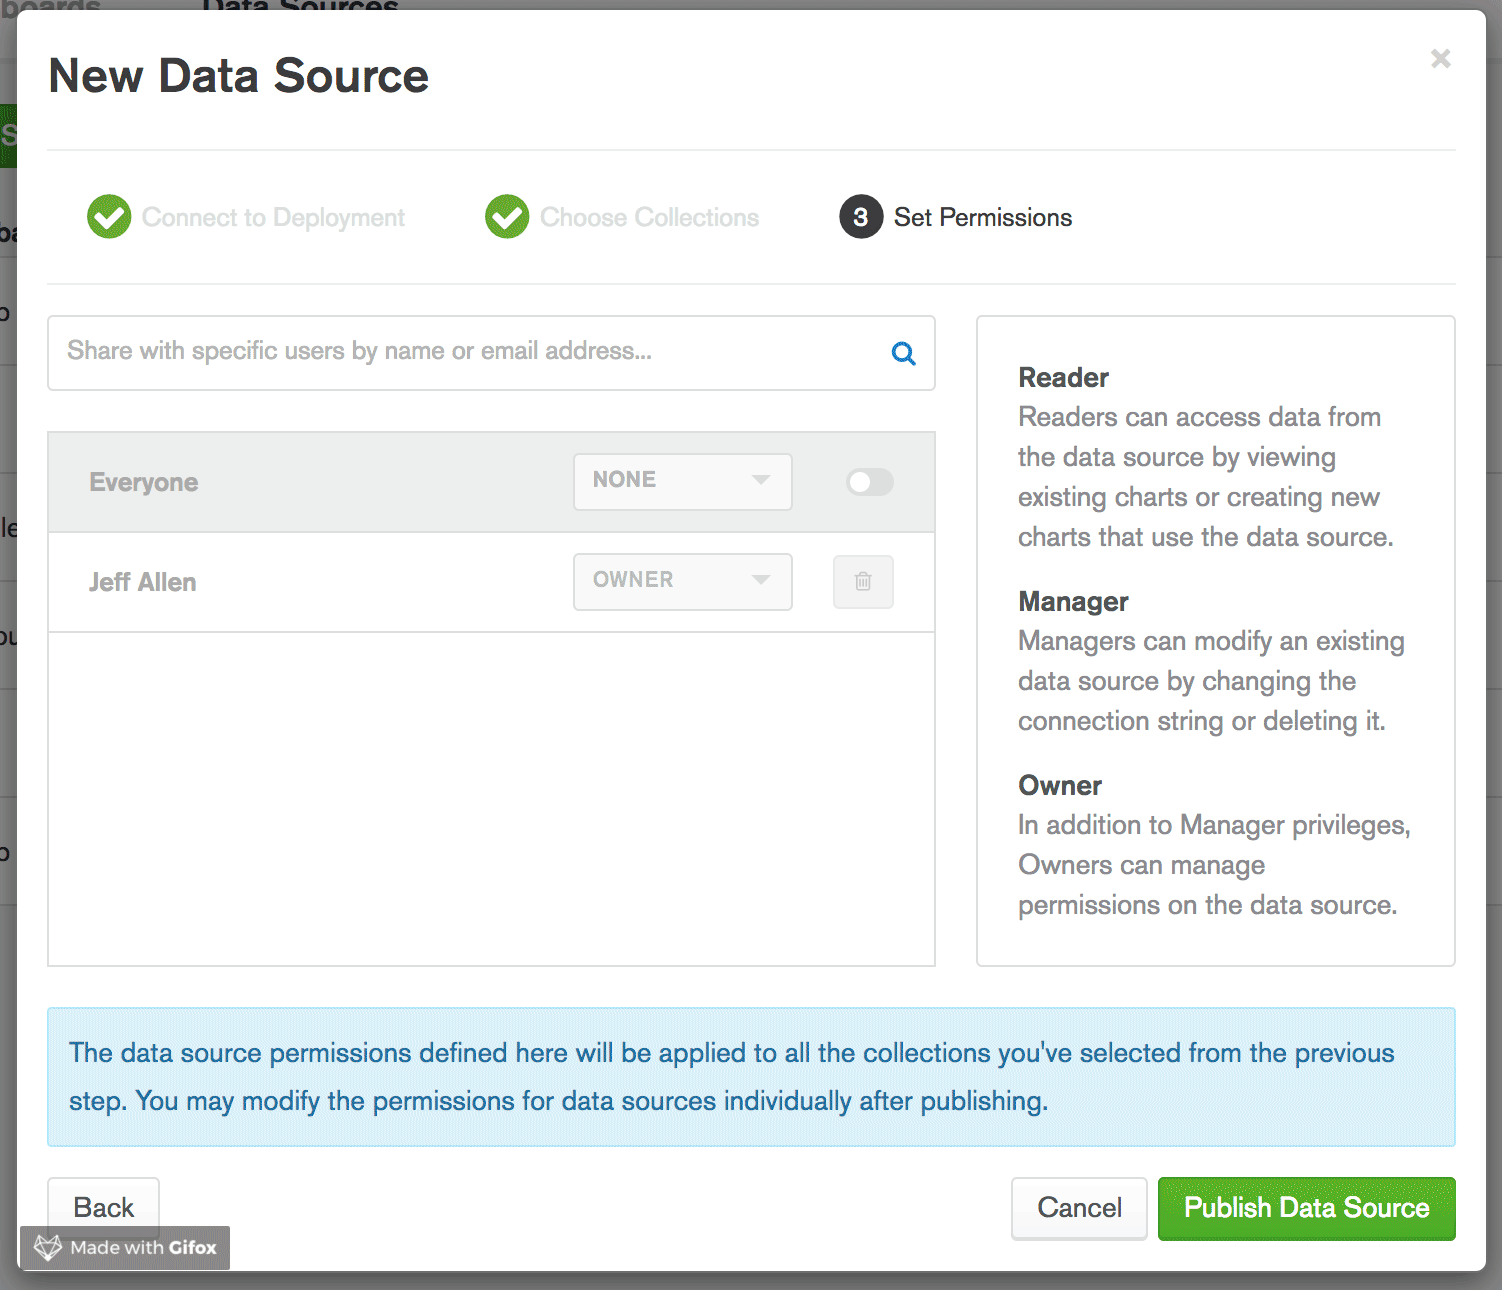 Data Sources
New Data Source
Connect to Deployment
Choose Collections
3 Set Permissions
Share with specific users by name or email address...
Everyone
NONE
Jeff Allen
OWNER
Reader
Readers can access data from
the data source by viewing
existing charts or creating new
charts that use the data source.
Manager
Managers can modify an existing
data source by changing the
connection string or deleting it.
Owner
In addition to Manager privileges,
Owners can manage
permissions on the data source.
The data source permissions defined here will be applied to all the collections you've selected from the previous
step. You may modify the permissions for data sources individually after publishing.
Back
Cancel
Publish Data Source
Made with Gifox